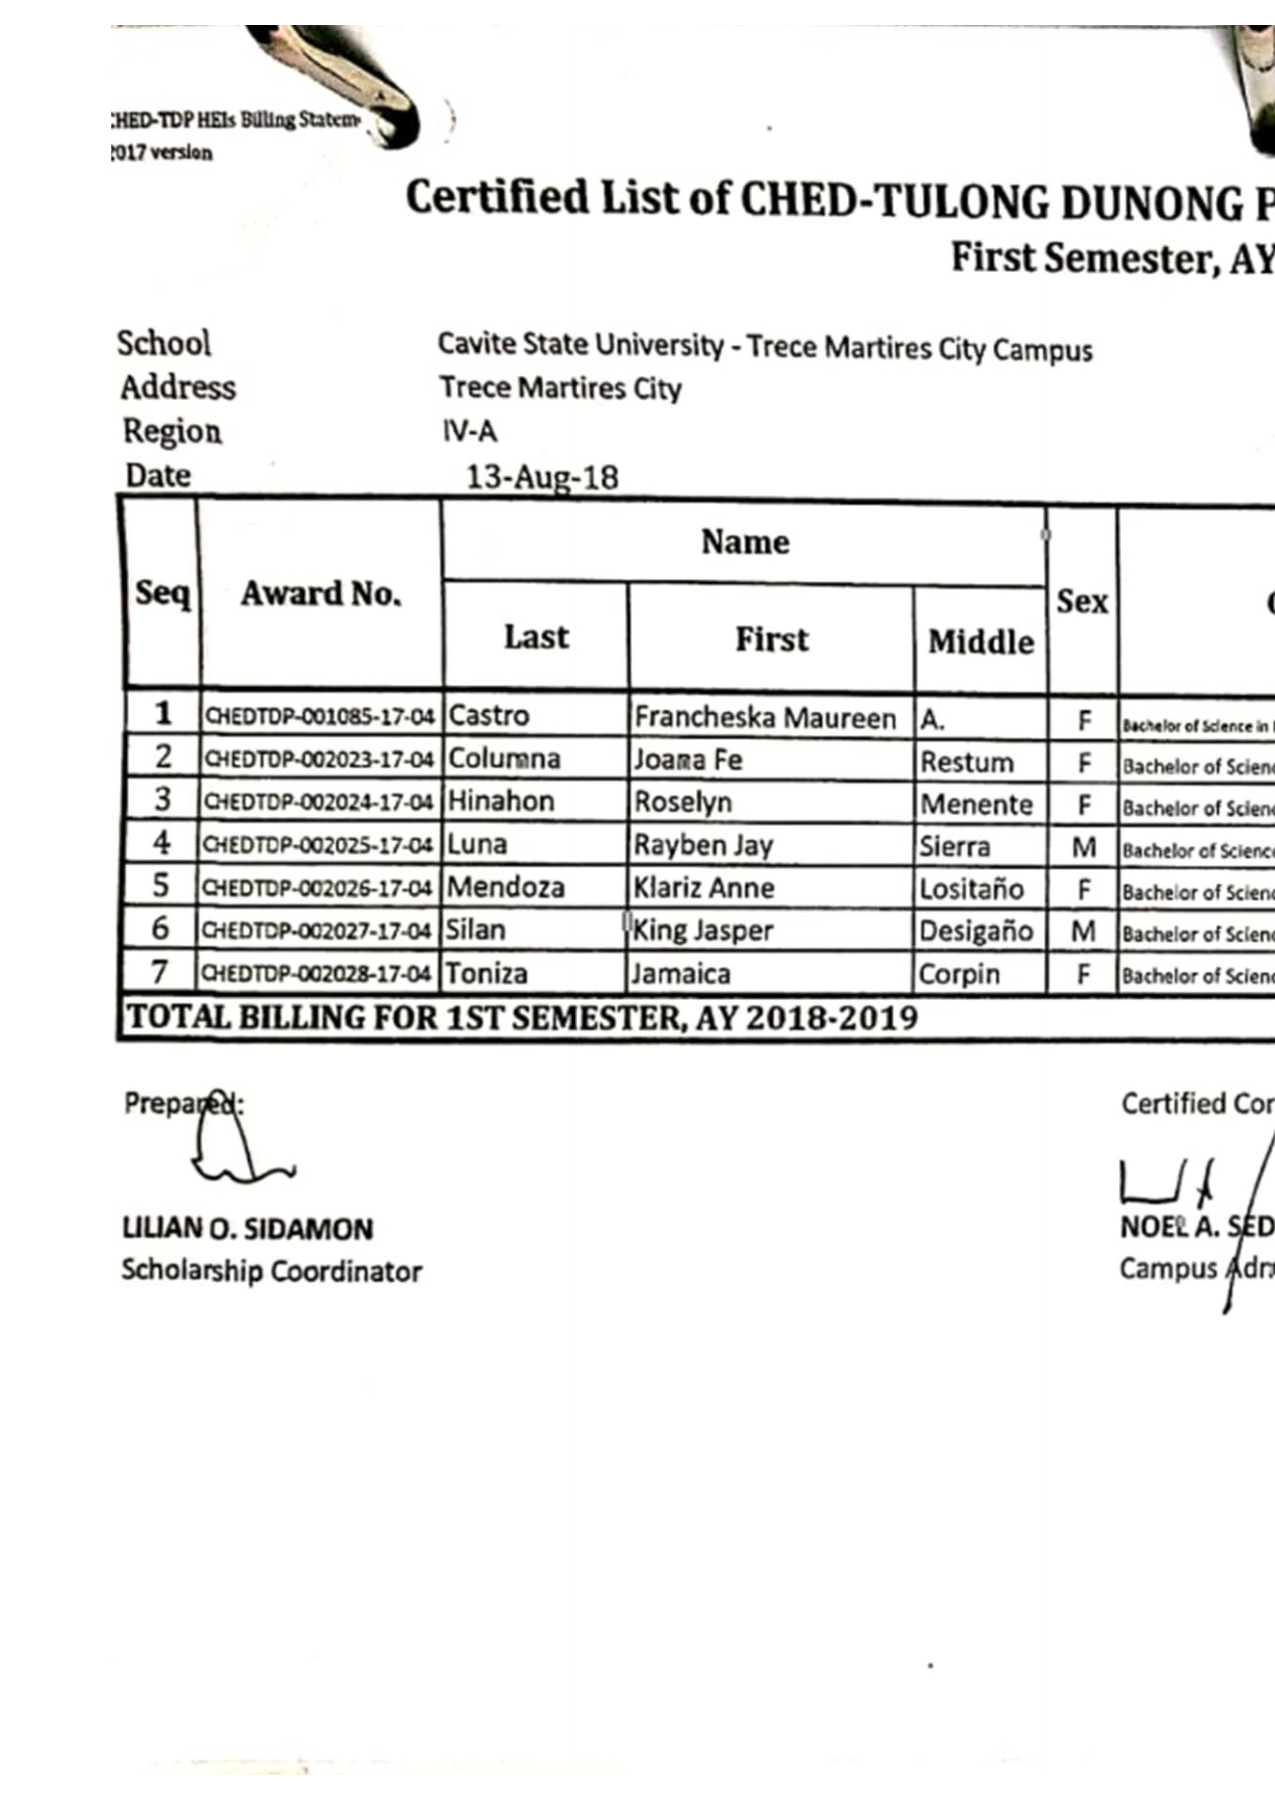 CHED-TDP HEIs Billing Statem
2017 version
Certified List of CHED-TULONG DUNONG P
First Semester, AY
School Cavite State University - Trece Martires City Campus
Address Trece Martires City
Region IV-A
Date 13-Aug-18
Seq Award No. Name Sex
Last First Middle
1 CHEDTDP-001085-17-04 Castro Francheska Maureen A. F Bachelor of Science in
2 CHEDTDP-002023-17-04 Columna Joana Fe Restum F Bachelor of Scien
3 CHEDTDP-002024-17-04 Hinahon Roselyn Menente F Bachelor of Scien
4 CHEDTDP-002025-17-04 Luna Rayben Jay Sierra M Bachelor of Science
5 CHEDTDP-002026-17-04 Mendoza Klariz Anne Lositaño F Bachelor of Scien
6 CHEDTDP-002027-17-04 Silan King Jasper Desigaño M Bachelor of Scien
7 CHEDTDP-002028-17-04 Toniza Jamaica Corpin F Bachelor of Scien
TOTAL BILLING FOR 1ST SEMESTER, AY 2018-2019
Prepared: Certified Cor
LILIAN O. SIDAMON NOEL A. SED
Scholarship Coordinator Campus Adm